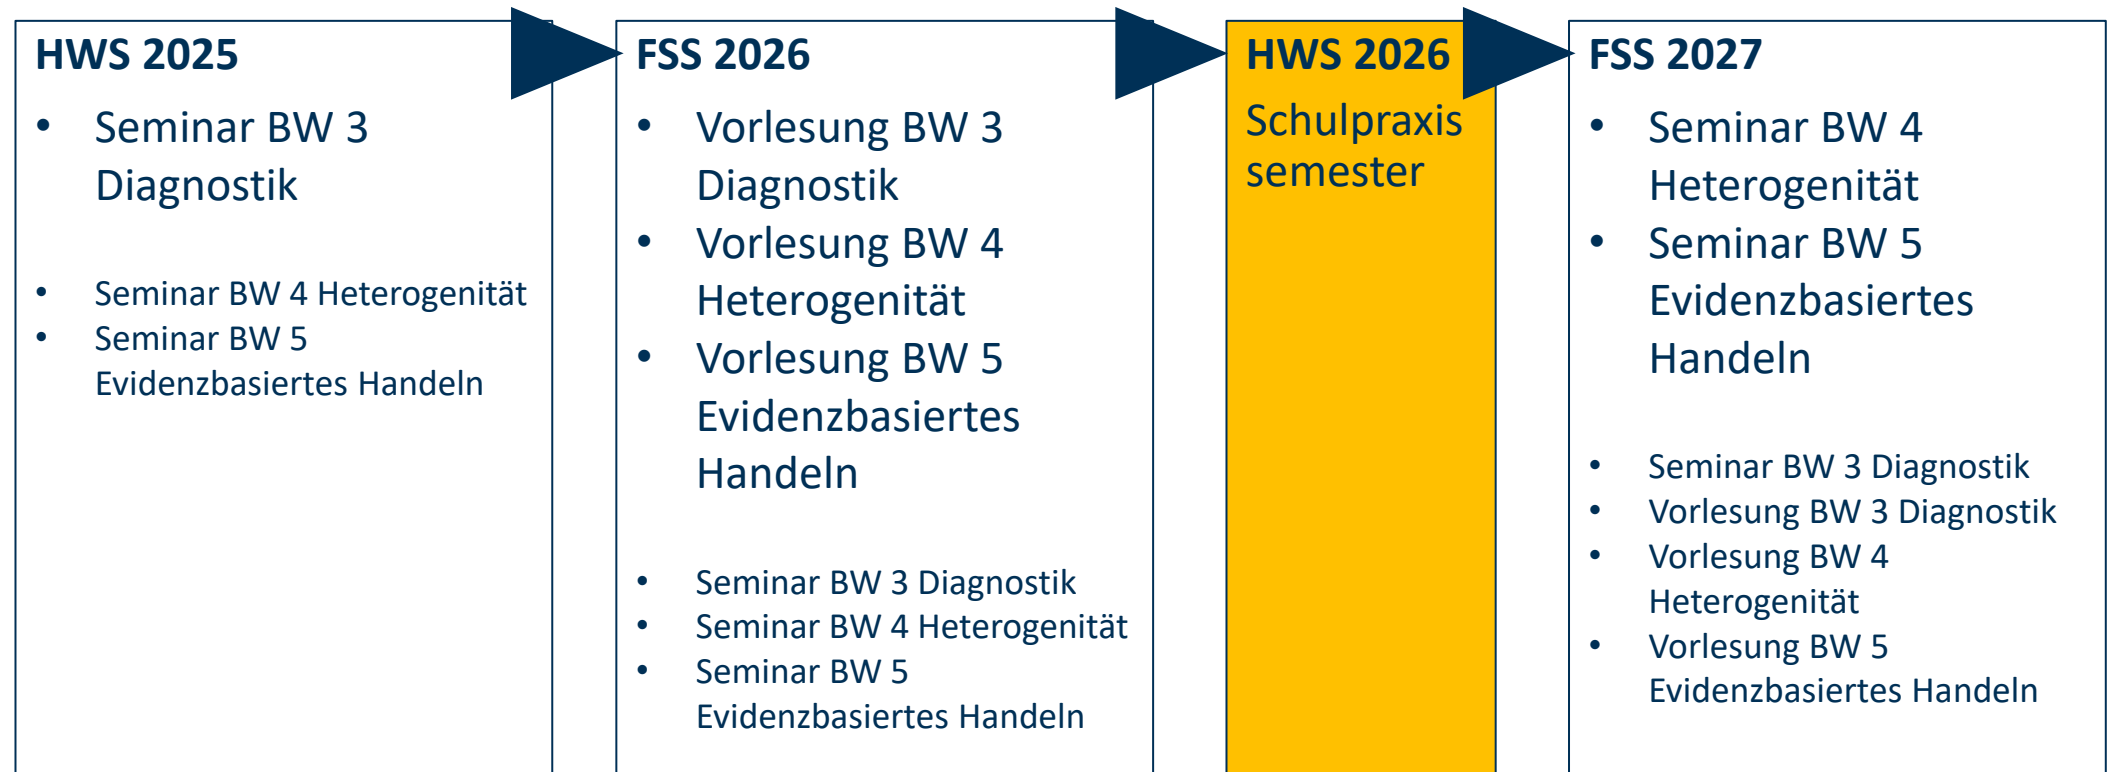 HWS 2025
• Seminar BW 3
Diagnostik
• Seminar BW 4 Heterogenität
• Seminar BW 5
Evidenzbasiertes Handeln
FSS 2026
• Vorlesung BW 3
Diagnostik
• Vorlesung BW 4
Heterogenität
• Vorlesung BW 5
Evidenzbasiertes
Handeln
• Seminar BW 3 Diagnostik
• Seminar BW 4 Heterogenität
• Seminar BW 5
Evidenzbasiertes Handeln
HWS 2026
Schulpraxis
semester
FSS 2027
• Seminar BW 4
Heterogenität
• Seminar BW 5
Evidenzbasiertes
Handeln
• Seminar BW 3 Diagnostik
• Vorlesung BW 3 Diagnostik
• Vorlesung BW 4
Heterogenität
• Vorlesung BW 5
Evidenzbasiertes Handeln